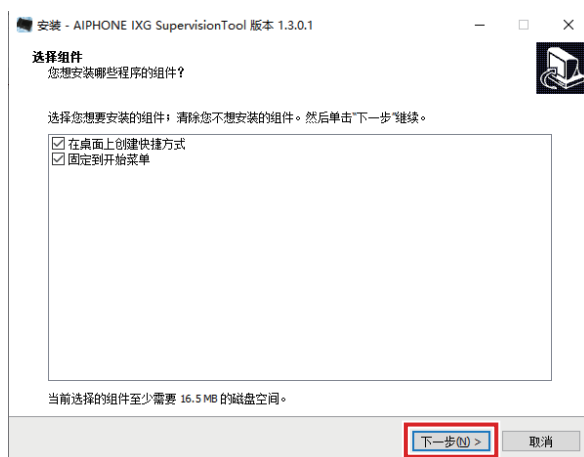 安装 - AIPHONE IXG SupervisionTool 版本 1.3.0.1
选择组件
您想安装哪些程序的组件?
选择您想要安装的组件；清除您不想安装的组件。然后单击“下一步”继续。
在桌面上创建快捷方式
固定到开始菜单
当前选择的组件至少需要 16.5 MB 的磁盘空间。
下一步(N) >
取消